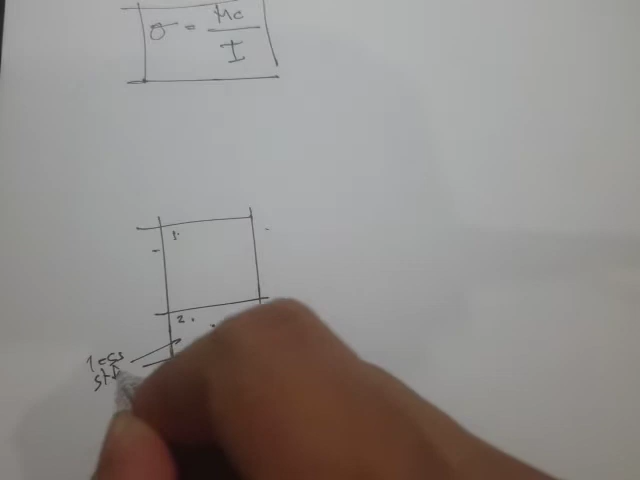 σ = Mc / I
1.
2.
less